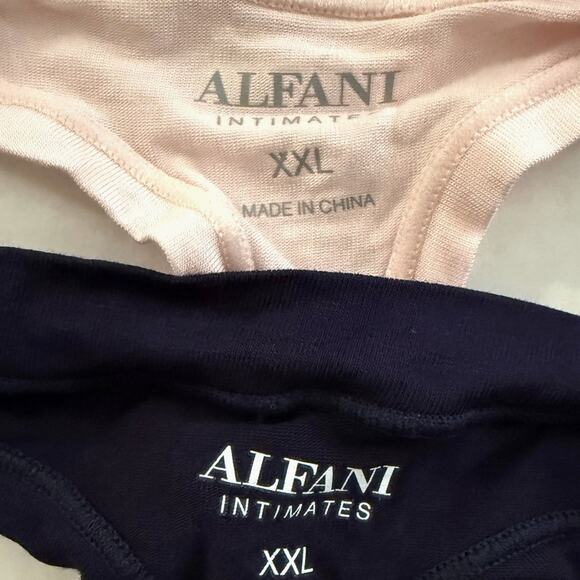 ALFANI
INTIMATES
XXL
MADE IN CHINA
ALFANI
INTIMATES
XXL